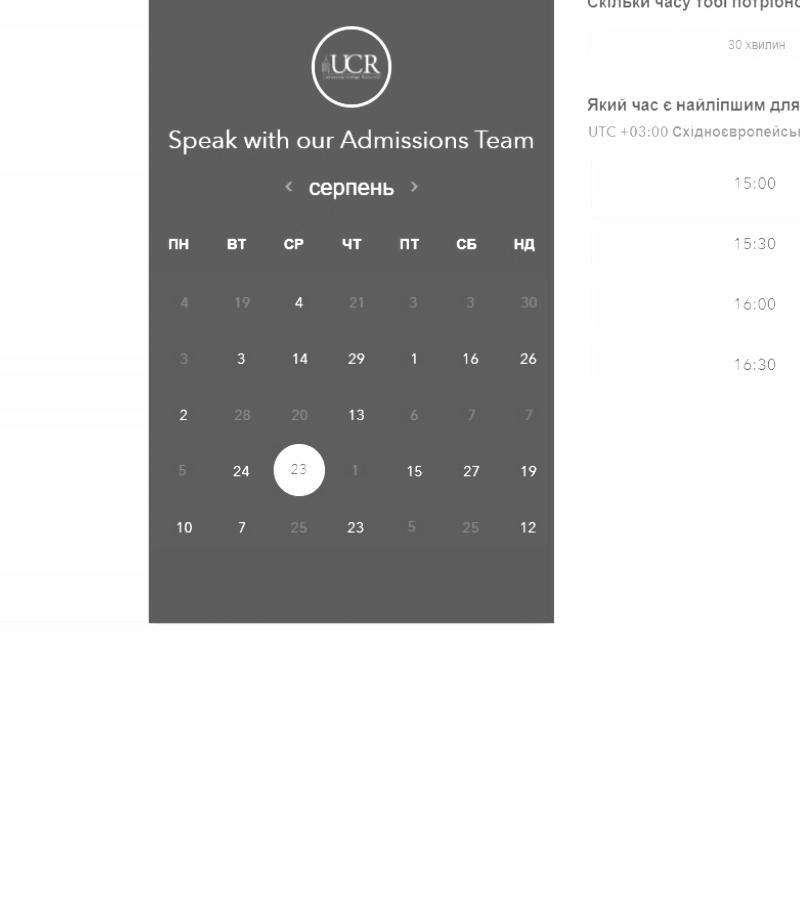 UCR
Speak with our Admissions Team
< серпень >
ПН ВТ СР ЧТ ПТ СБ НД
4 19 4 21 3 3 30
3 3 14 29 1 16 26
2 28 20 13 6 7 7
5 24 23 1 15 27 19
10 7 25 23 5 25 12
Скільки часу тобі
30 хвилин
Який час є найліпшим для
UTC +03:00
15:00
15:30
16:00
16:30